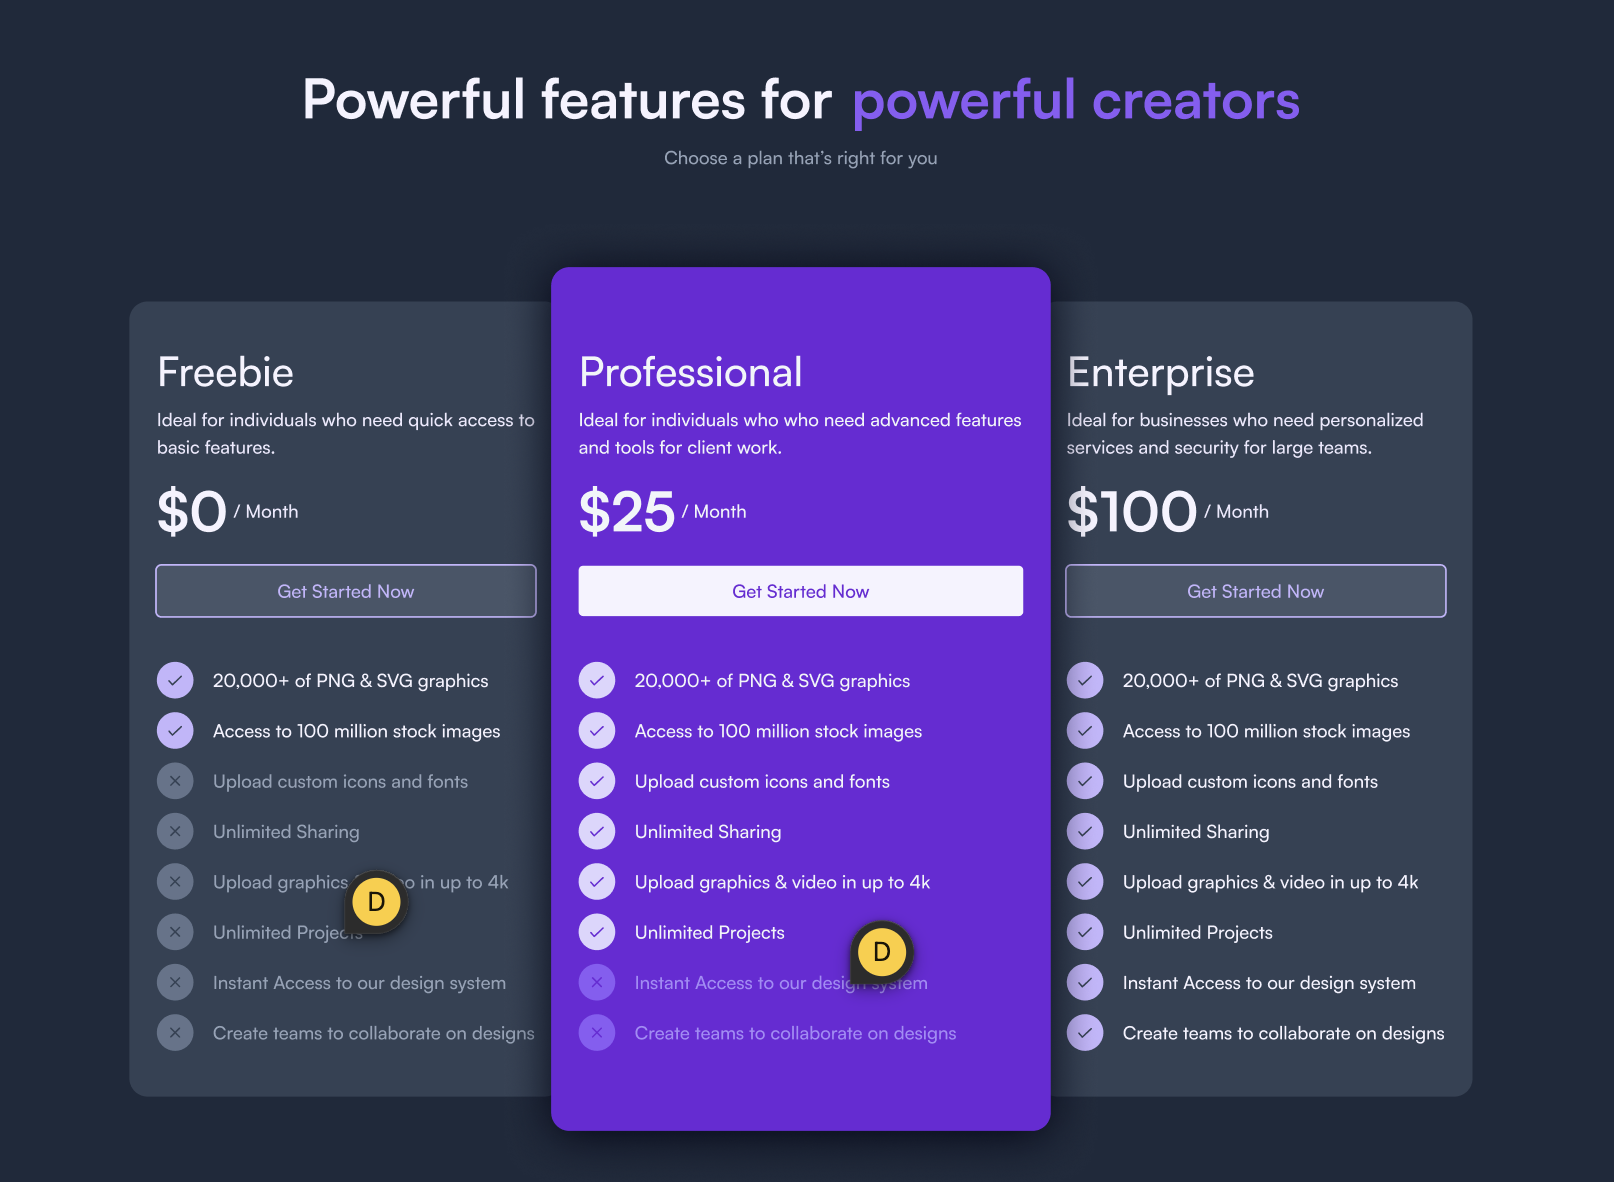 Powerful features for powerful creators
Choose a plan that's right for you
Freebie
Ideal for individuals who need quick access to
basic features.
$0 / Month
Get Started Now
20,000+ of PNG & SVG graphics
Access to 100 million stock images
Upload custom icons and fonts
Unlimited Sharing
Upload graphics in up to 4k
D
Unlimited Projects
Instant Access to our design system
Create teams to collaborate on designs
Professional
Ideal for individuals who who need advanced features
and tools for client work.
$25 / Month
Get Started Now
20,000+ of PNG & SVG graphics
Access to 100 million stock images
Upload custom icons and fonts
Unlimited Sharing
Upload graphics & video in up to 4k
Unlimited Projects
D
Instant Access to our design system
Create teams to collaborate on designs
Enterprise
Ideal for businesses who need personalized
services and security for large teams.
$100 / Month
Get Started Now
20,000+ of PNG & SVG graphics
Access to 100 million stock images
Upload custom icons and fonts
Unlimited Sharing
Upload graphics & video in up to 4k
Unlimited Projects
Instant Access to our design system
Create teams to collaborate on designs